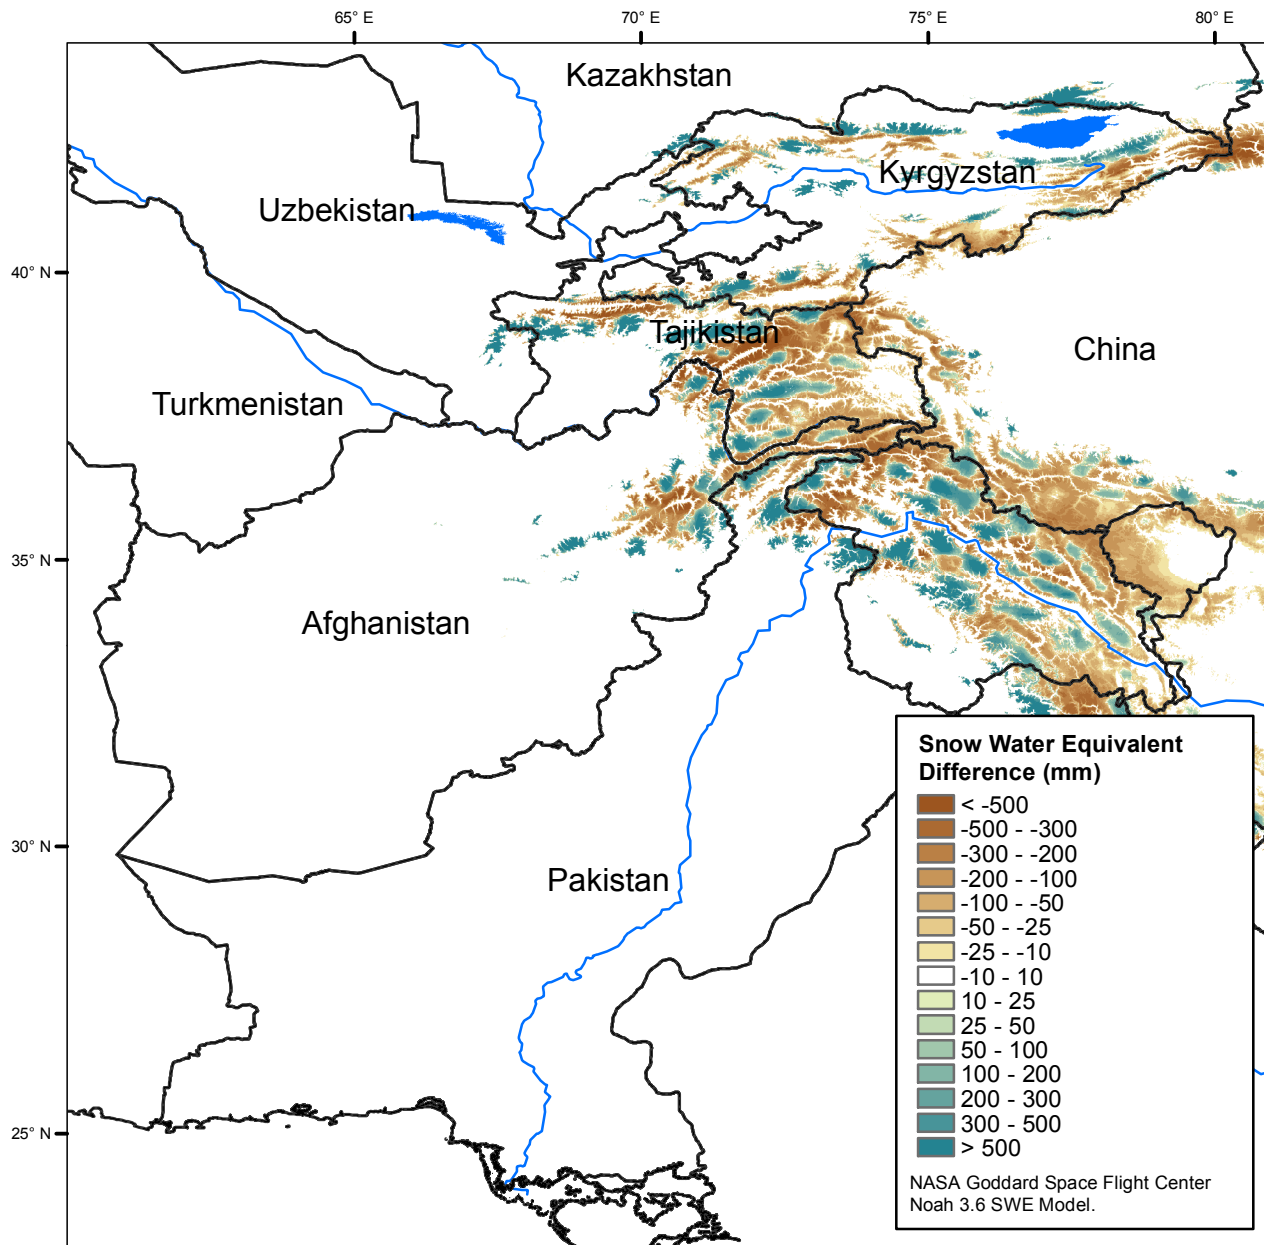 65° E
70° E
75° E
80° E
Kazakhstan
Kyrgyzstan
Uzbekistan
40° N
Tajikistan
China
Turkmenistan
35° N
Afghanistan
30° N
Pakistan
25° N
Snow Water Equivalent
Difference (mm)
< -500
-500 - -300
-300 - -200
-200 - -100
-100 - -50
-50 - -25
-25 - -10
-10 - 10
10 - 25
25 - 50
50 - 100
100 - 200
200 - 300
300 - 500
> 500
NASA Goddard Space Flight Center
Noah 3.6 SWE Model.